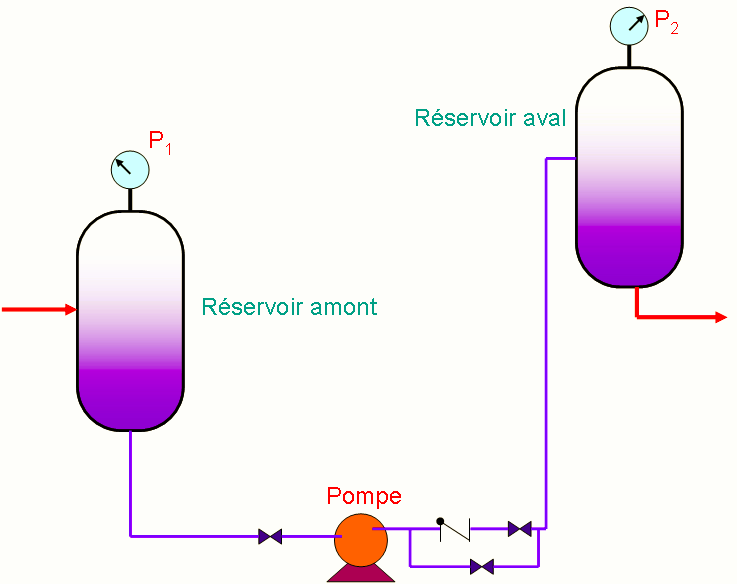 P2
Réservoir aval
P1
Réservoir amont
Pompe